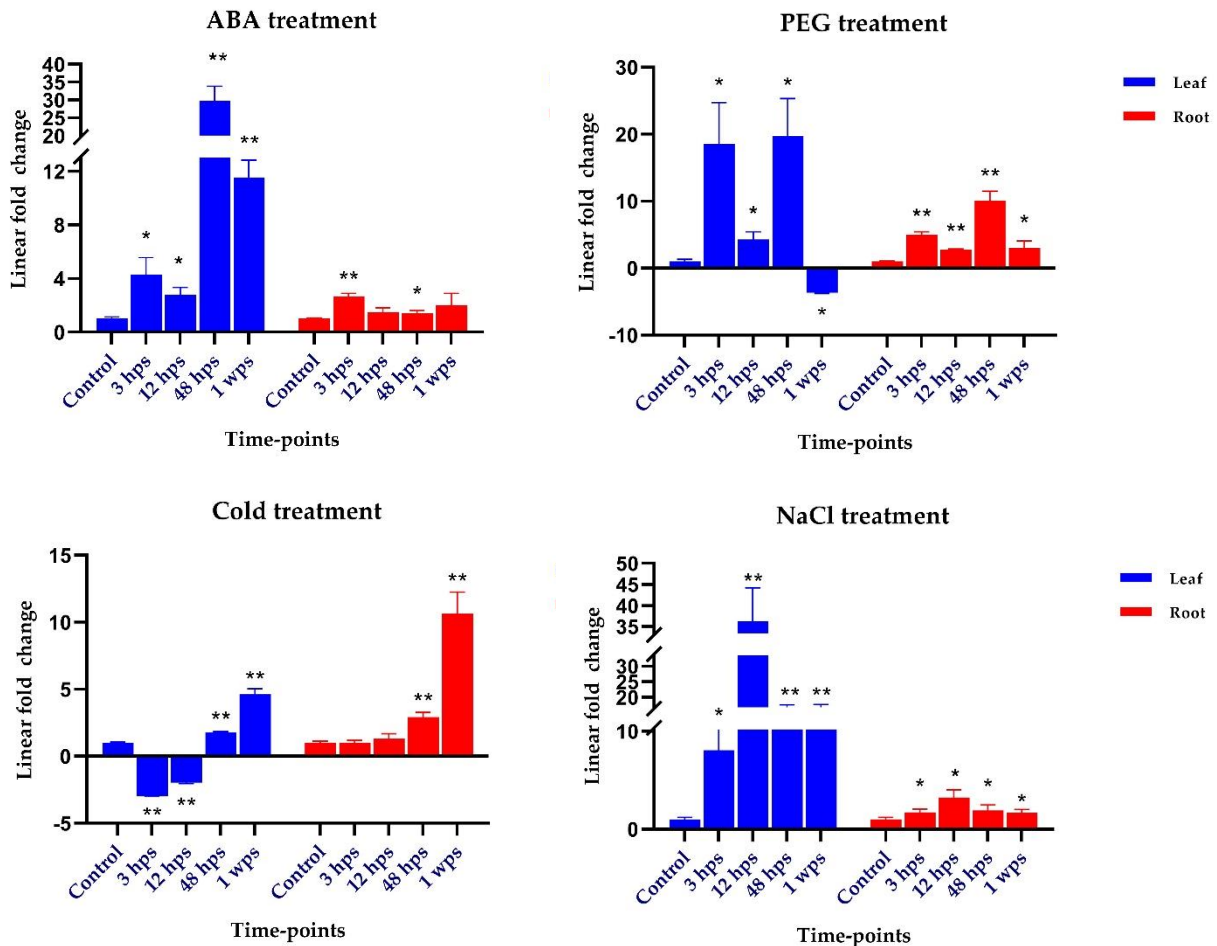 ABA treatment
Linear fold change
40
35
30
25
20
12
8
4
0
** 
* * **
** *
Control 3 hps 12 hps 48 hps 1 wps Control 3 hps 12 hps 48 hps 1 wps
Time-points
PEG treatment
Linear fold change
30
20
10
0
-10
* * * *
** ** ** *
Control 3 hps 12 hps 48 hps 1 wps Control 3 hps 12 hps 48 hps 1 wps
Time-points
Leaf
Root
Cold treatment
Linear fold change
15
10
5
0
-5
** ** ** **
** **
Control 3 hps 12 hps 48 hps 1 wps Control 3 hps 12 hps 48 hps 1 wps
Time-points
NaCl treatment
Linear fold change
50
45
40
35
30
25
20
10
0
* ** ** **
* * * *
Control 3 hps 12 hps 48 hps 1 wps Control 3 hps 12 hps 48 hps 1 wps
Time-points
Leaf
Root